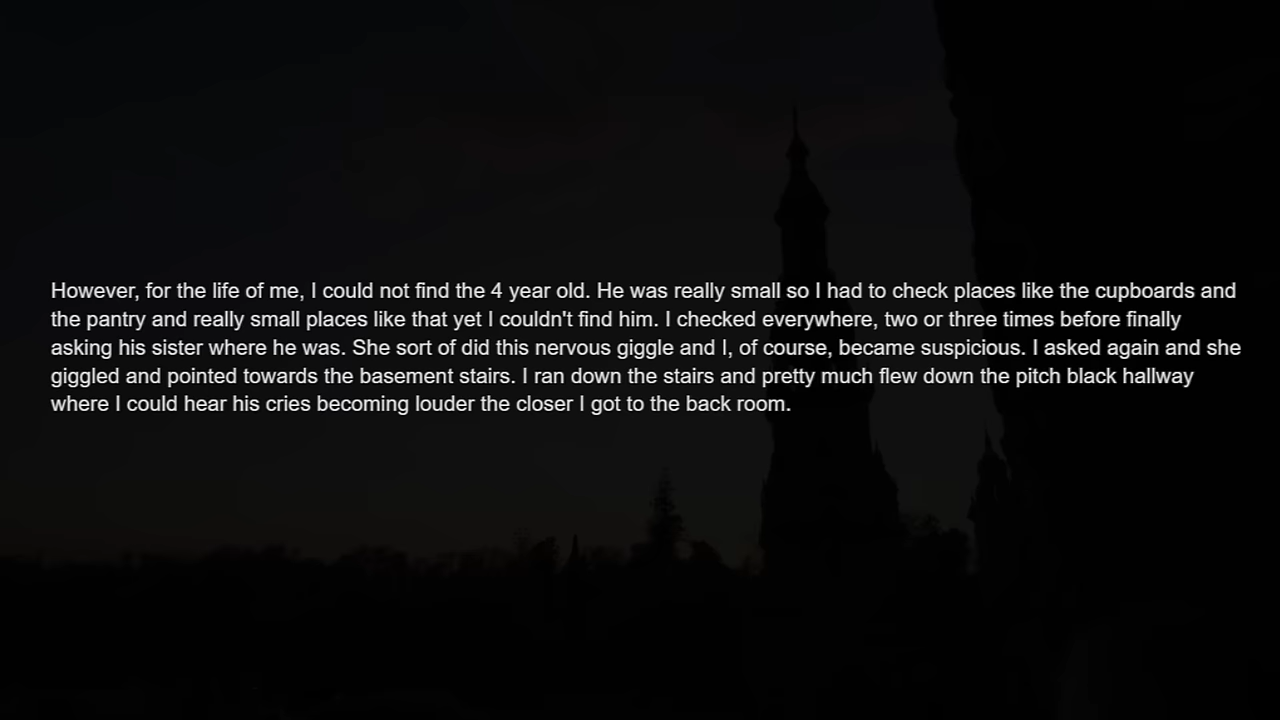 However, for the life of me, I could not find the 4 year old. He was really small so I had to check places like the cupboards and
the pantry and really small places like that yet I couldn't find him. I checked everywhere, two or three times before finally
asking his sister where he was. She sort of did this nervous giggle and I, of course, became suspicious. I asked again and she
giggled and pointed towards the basement stairs. I ran down the stairs and pretty much flew down the pitch black hallway
where I could hear his cries becoming louder the closer I got to the back room.